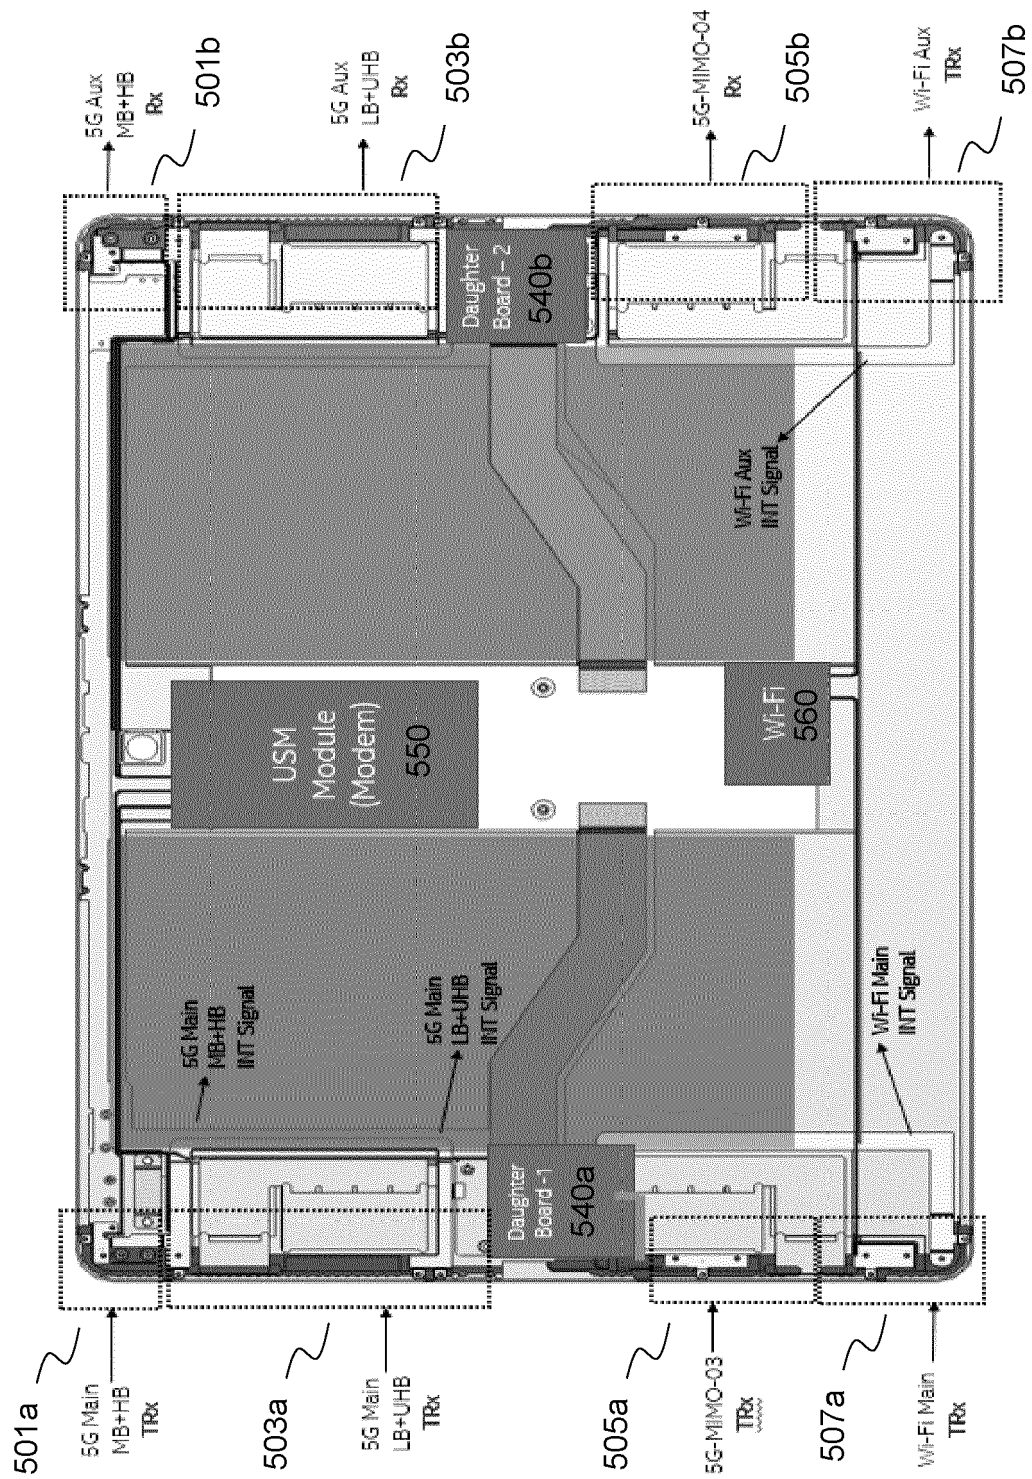 501a
5G Main
MB+HB
TRx
503a
5G Main
LB+UHB
TRx
505a
5G-MIMO-03
TRx
507a
Wi-Fi Main
TRx
5G Main
MB+HB
INT Signal
5G Main
LB+UHB
INT Signal
Wi-Fi Main
INT Signal
Daughter
Board -1
540a
USM
Module
(Modem)
550
Wi-Fi
560
Wi-Fi Aux
INT Signal
Daughter
Board - 2
540b
5G Aux
MB+HB
Rx
501b
5G Aux
LB+UHB
Rx
503b
5G-MIMO-04
Rx
505b
Wi-Fi Aux
TRx
507b